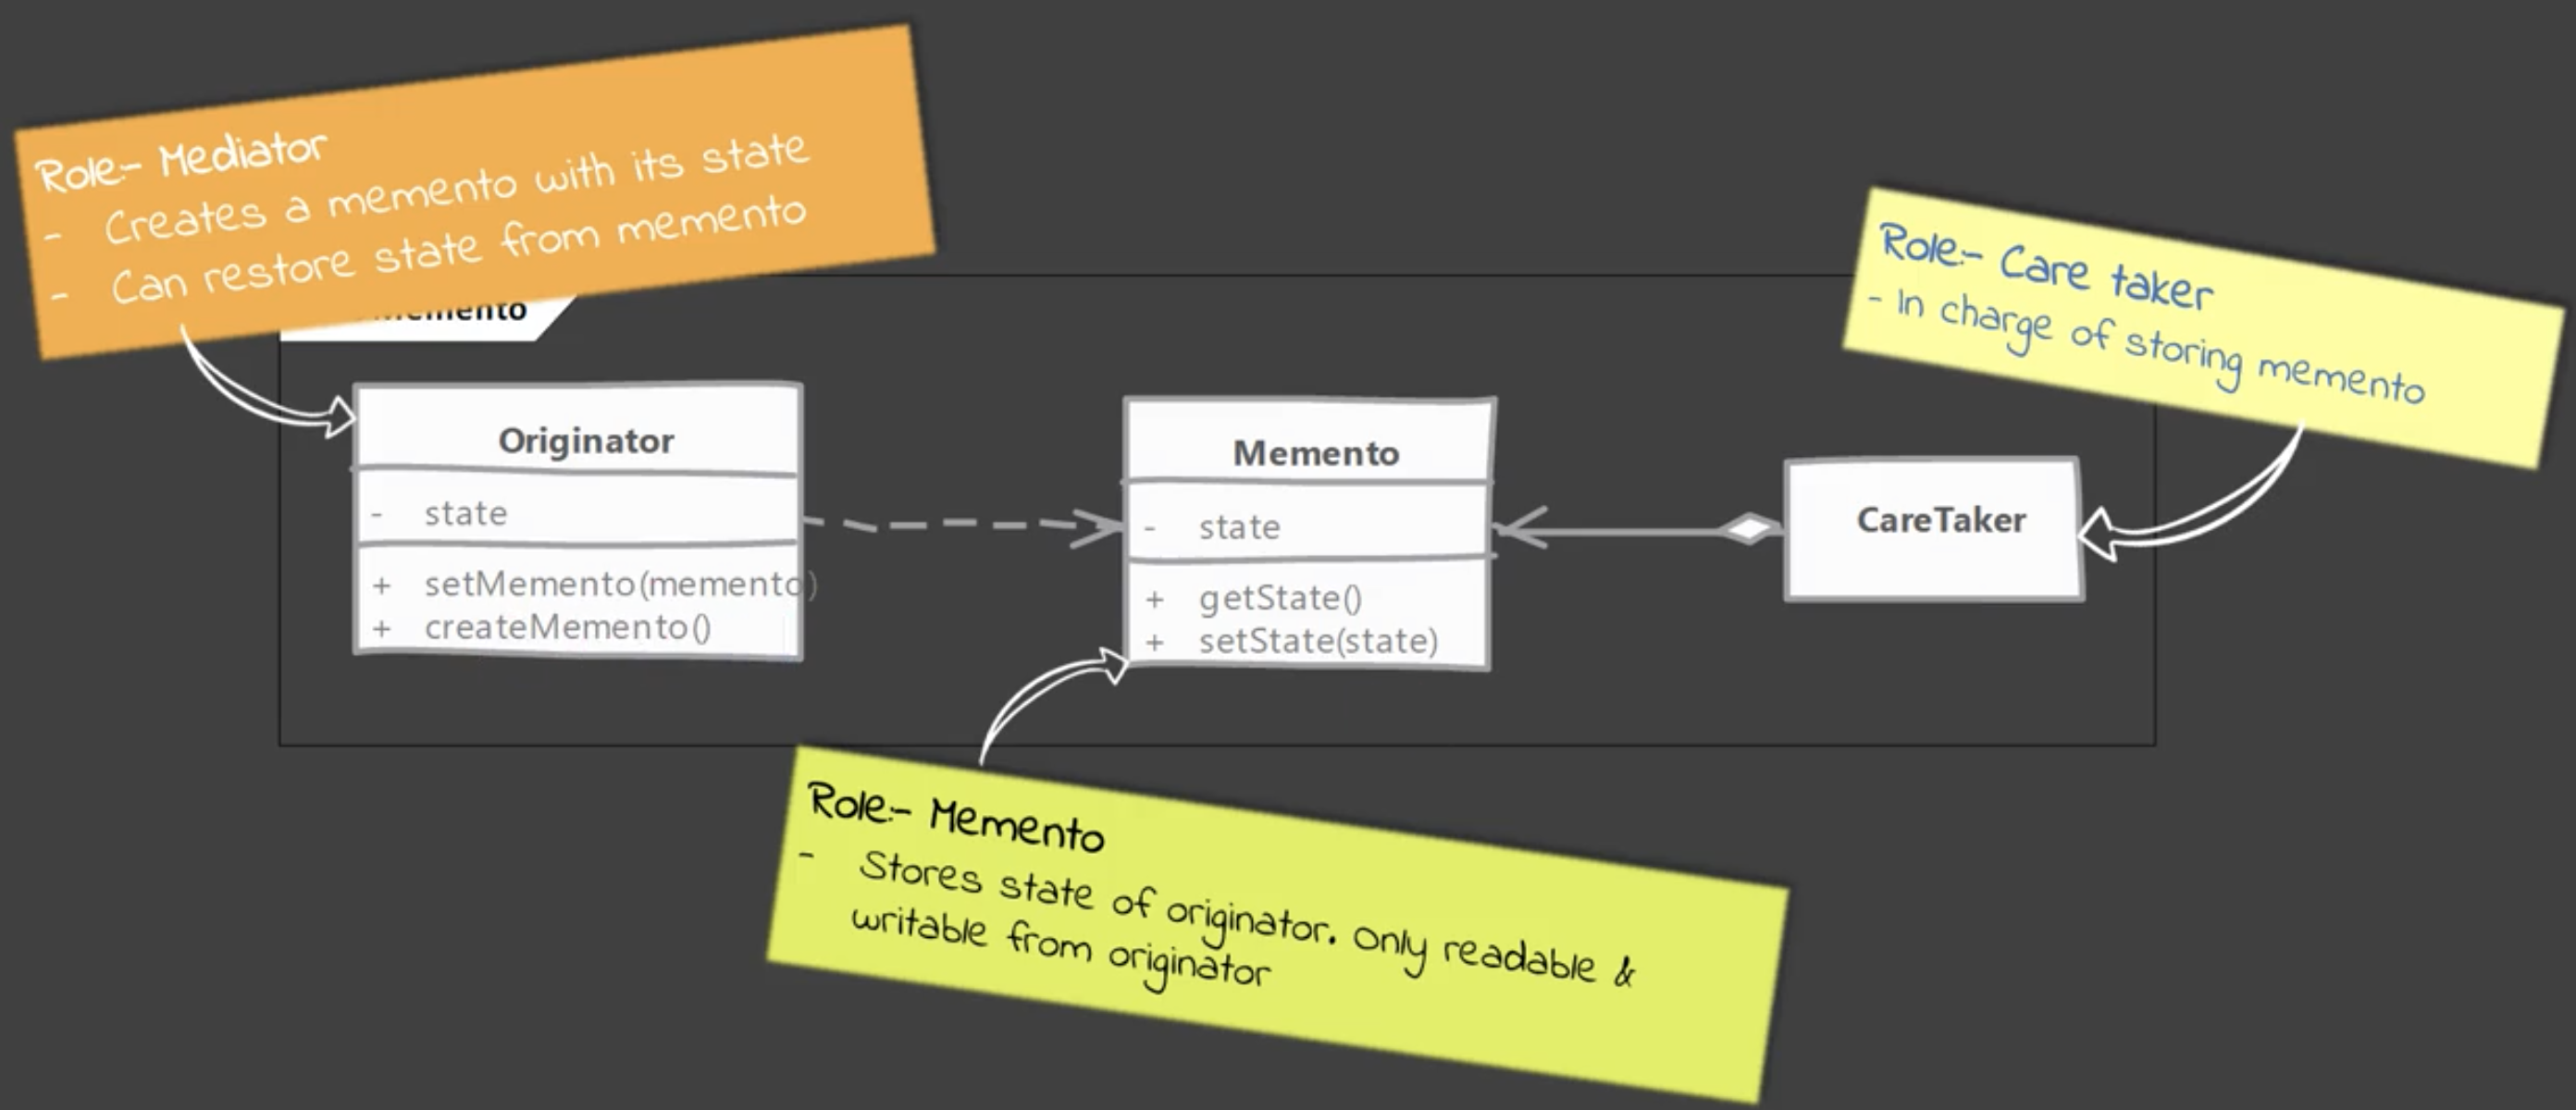 Role:- Mediator
- Creates a memento with its state
- Can restore state from memento
Role:- Care taker
- In charge of storing memento
Originator
- state
+ setMemento(memento)
+ createMemento()
Memento
- state
+ getState()
+ setState(state)
CareTaker
Role:- Memento
- Stores state of originator. Only readable &
writable from originator